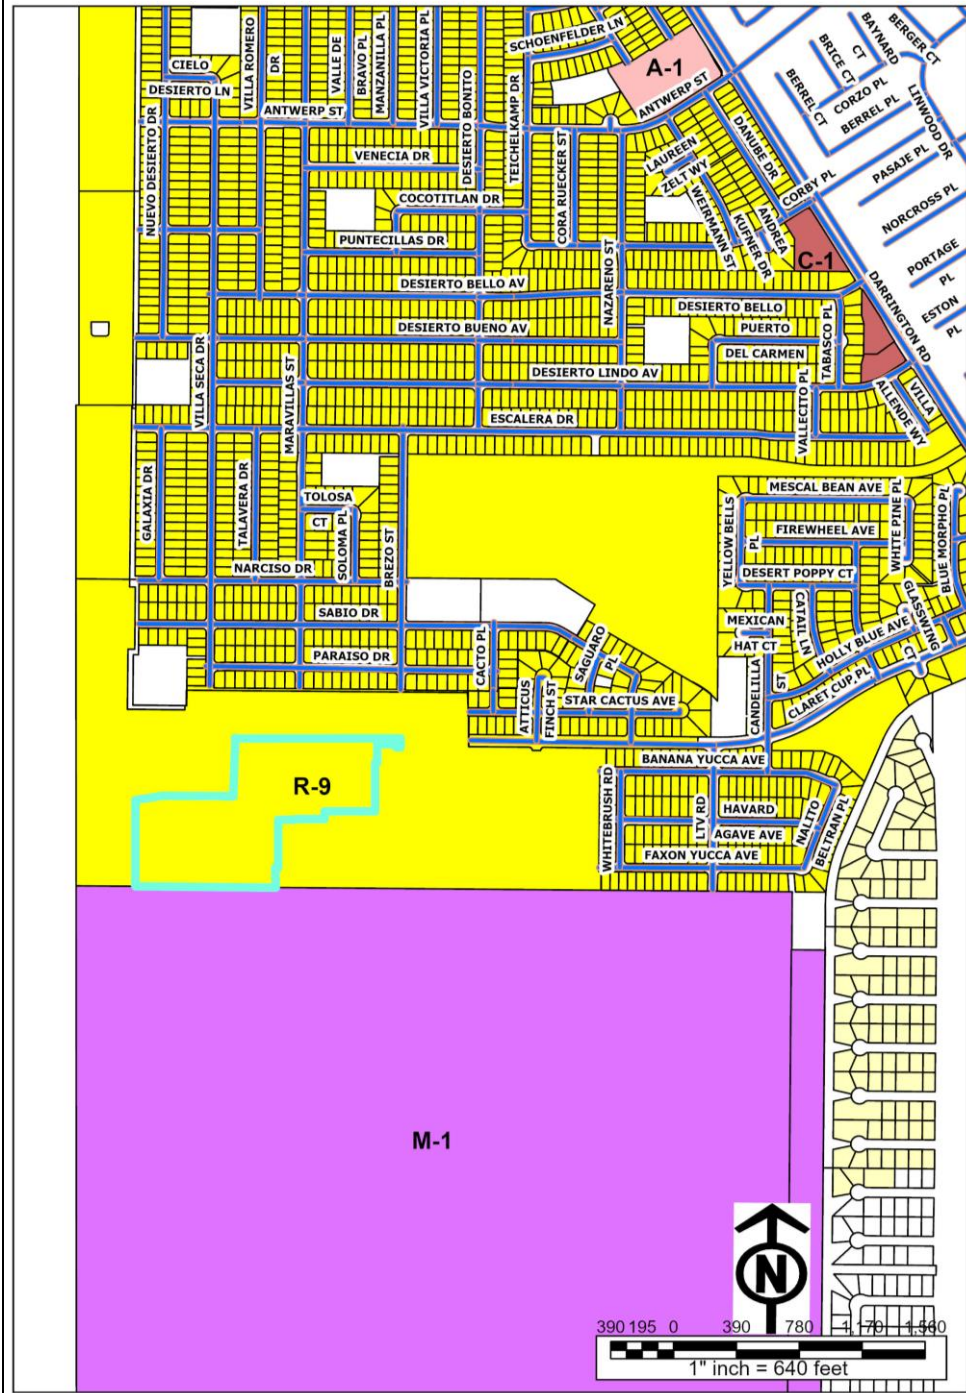 SCHOENFELDER LN
A-1
ANTWERP ST
BERGER CT
BAYNARD
CT
BRICE CT
BERREL CT
CORZO PL
BERREL PL
LINWOOD DR
PASAJE PL
NORCROSS PL
PORTAGE
PL
ESTON
PL
CIELO
DESIERTO LN
VILLA ROMERO
DR
VALLE DE
BRAVO PL
MANZANILLA PL
VILLA VICTORIA PL
DESIERTO BONITO
TEICHELKAMP DR
ANTWERP ST
NUEVO DESIERTO DR
VENECIA DR
COCOTITLAN DR
PUNTECILLAS DR
CORA RUECKER ST
LAUREEN
ZELT WY
WEIRMANN ST
KUFNER DR
ANDREA
DANUBE DR
CORBY PL
C-1
DARRINGTON RD
NAZARENO ST
DESIERTO BELLO AV
DESIERTO BELLO
DESIERTO BUENO AV
PUERTO
DEL CARMEN
TABASCO PL
DESIERTO LINDO AV
VILLA SECA DR
MARAVILLAS ST
ESCALERA DR
VALLECITO PL
VILLA
ALLENDE WY
GALAXIA DR
TALAVERA DR
TOLOSA
CT
SOLOMA PL
BREZO ST
NARCISO DR
MESCAL BEAN AVE
YELLOW BELLS
PL
FIREWHEEL AVE
WHITE PINE PL
BLUE MORPHO PL
DESERT POPPY CT
SABIO DR
PARAISO DR
CACTO PL
SAGUARO
PL
ATTICUS
FINCH ST
STAR CACTUS AVE
MEXICAN
HAT CT
CATAIL LN
CANDELILLA
ST
HOLLY BLUE AVE
GLASSWING
CT
CLARET CUP PL
R-9
BANANA YUCCA AVE
WHITEBRUSH RD
LTV RD
HAVARD
AGAVE AVE
NALITO
BELTRAN PL
FAXON YUCCA AVE
M-1
N
390 195 0 390 780 1,170 1,560
1" inch = 640 feet